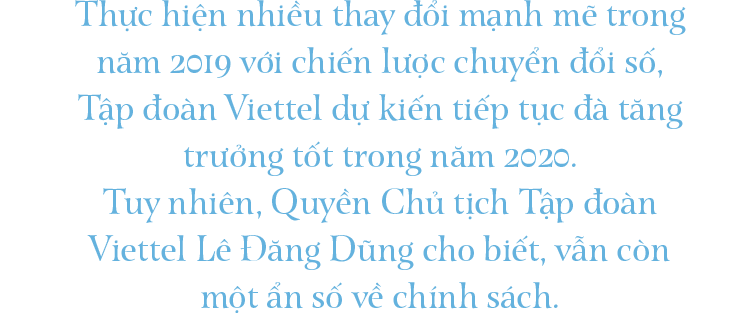 Thực hiện nhiều thay đổi mạnh mẽ trong
năm 2019 với chiến lược chuyển đổi số,
Tập đoàn Viettel dự kiến tiếp tục đà tăng
trưởng tốt trong năm 2020.
Tuy nhiên, Quyền Chủ tịch Tập đoàn
Viettel Lê Đăng Dũng cho biết, vẫn còn
một ẩn số về chính sách.